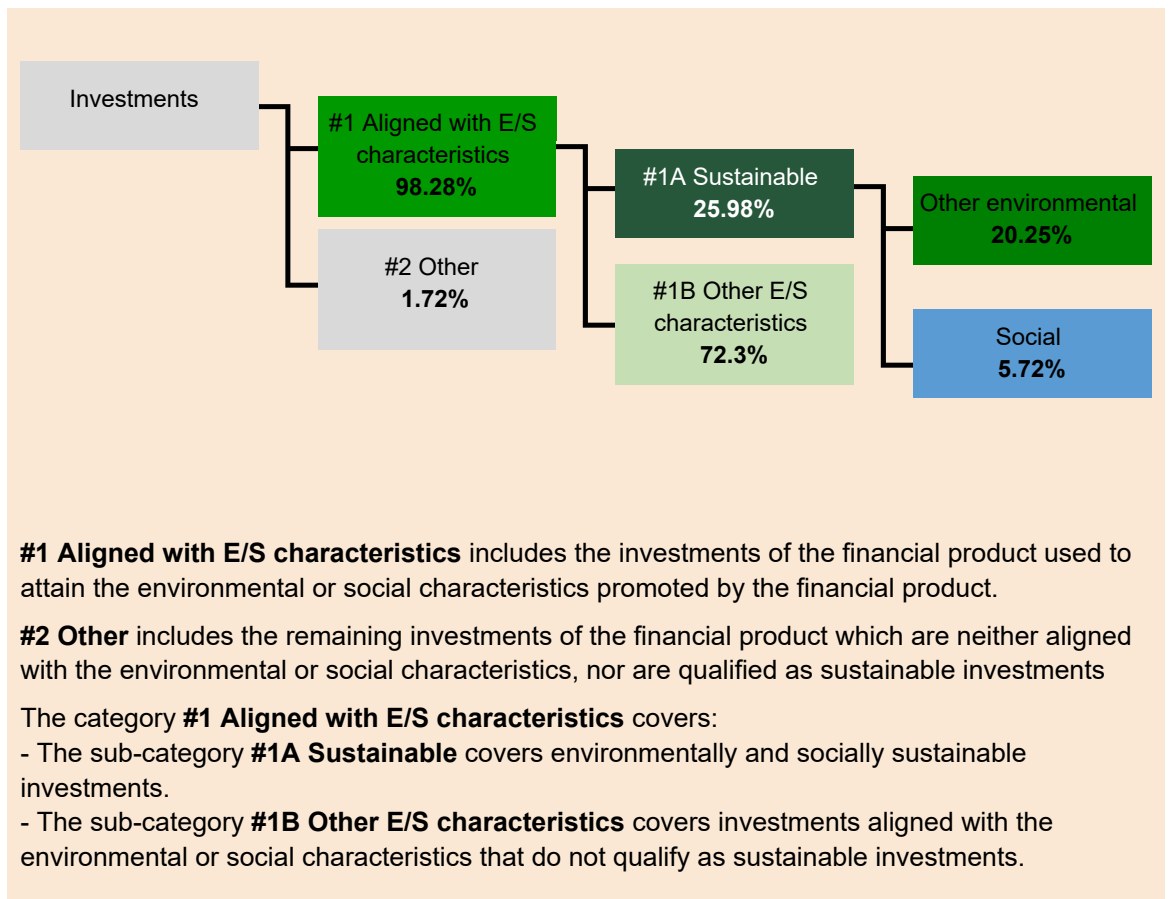 Investments
#1 Aligned with E/S
characteristics
98.28%
#2 Other
1.72%
#1A Sustainable
25.98%
#1B Other E/S
characteristics
72.3%
Other environmental
20.25%
Social
5.72%
#1 Aligned with E/S characteristics includes the investments of the financial product used to
attain the environmental or social characteristics promoted by the financial product.
#2 Other includes the remaining investments of the financial product which are neither aligned
with the environmental or social characteristics, nor are qualified as sustainable investments
The category #1 Aligned with E/S characteristics covers:
- The sub-category #1A Sustainable covers environmentally and socially sustainable
investments.
- The sub-category #1B Other E/S characteristics covers investments aligned with the
environmental or social characteristics that do not qualify as sustainable investments.